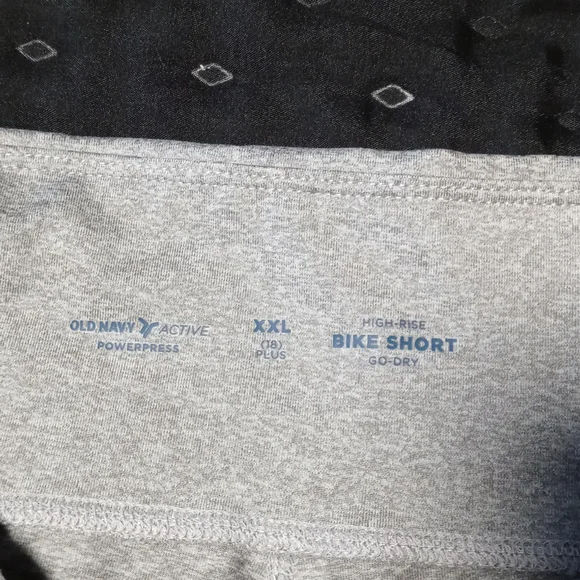 OLD NAVY ACTIVE
POWERPRESS
XXL
(18)
PLUS
HIGH-RISE
BIKE SHORT
GO-DRY